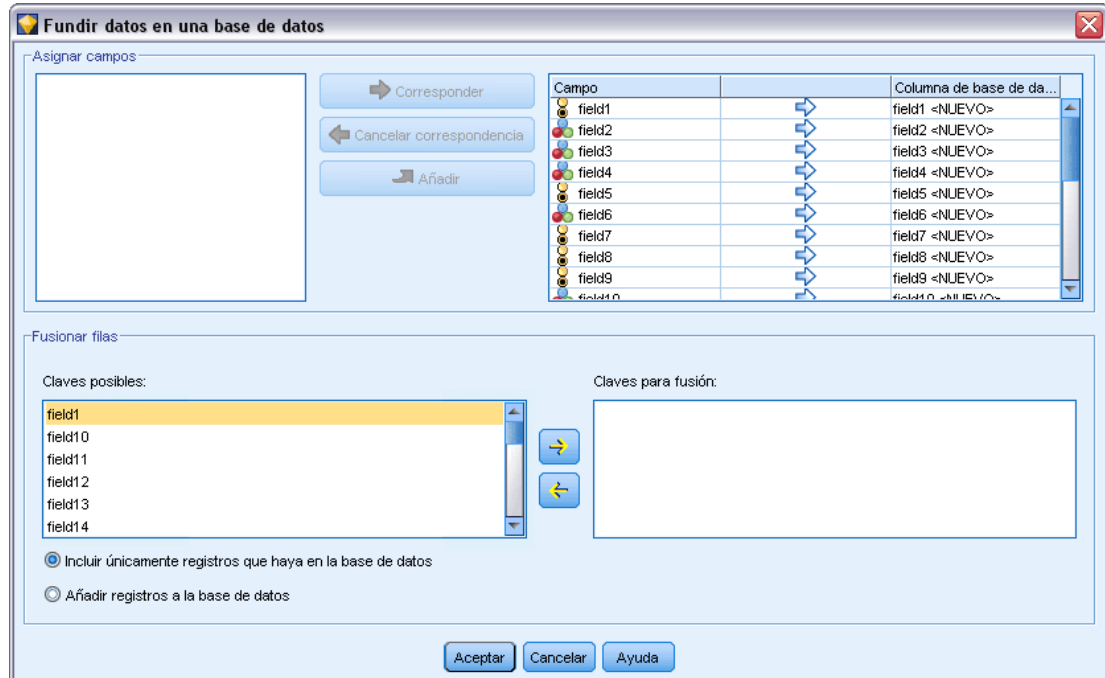 Fundir datos en una base de datos
Asignar campos
Corresponder
Cancelar correspondencia
Añadir
Campo Columna de base de da...
field1 field1 <NUEVO>
field2 field2 <NUEVO>
field3 field3 <NUEVO>
field4 field4 <NUEVO>
field5 field5 <NUEVO>
field6 field6 <NUEVO>
field7 field7 <NUEVO>
field8 field8 <NUEVO>
field9 field9 <NUEVO>
field10 field10 <NUEVO>
Fusionar filas
Claves posibles:
field1
field10
field11
field12
field13
field14
Claves para fusión:
Incluir únicamente registros que haya en la base de datos
Añadir registros a la base de datos
Aceptar Cancelar Ayuda